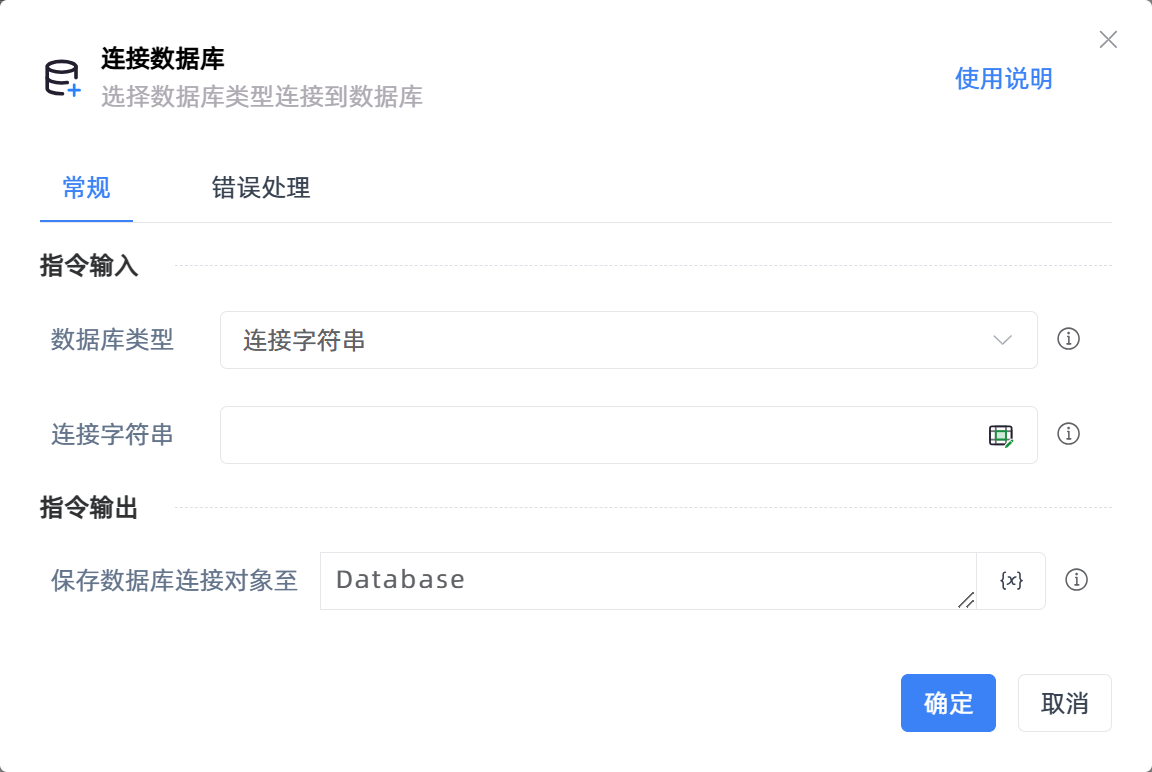 连接数据库
选择数据库类型连接到数据库
使用说明
常规
错误处理
指令输入
数据库类型
连接字符串
连接字符串
指令输出
保存数据库连接对象至
Database
{x}
确定
取消